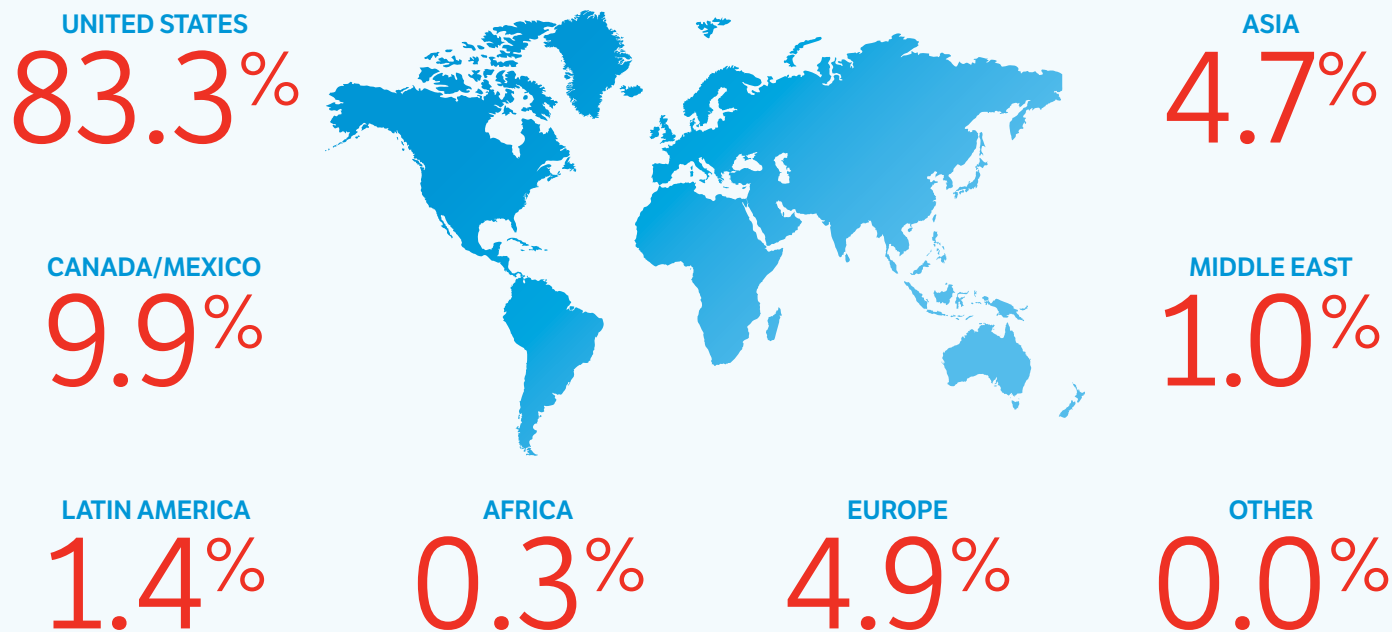 UNITED STATES
83.3%
ASIA
4.7%
CANADA/MEXICO
9.9%
MIDDLE EAST
1.0%
LATIN AMERICA
1.4%
AFRICA
0.3%
EUROPE
4.9%
OTHER
0.0%